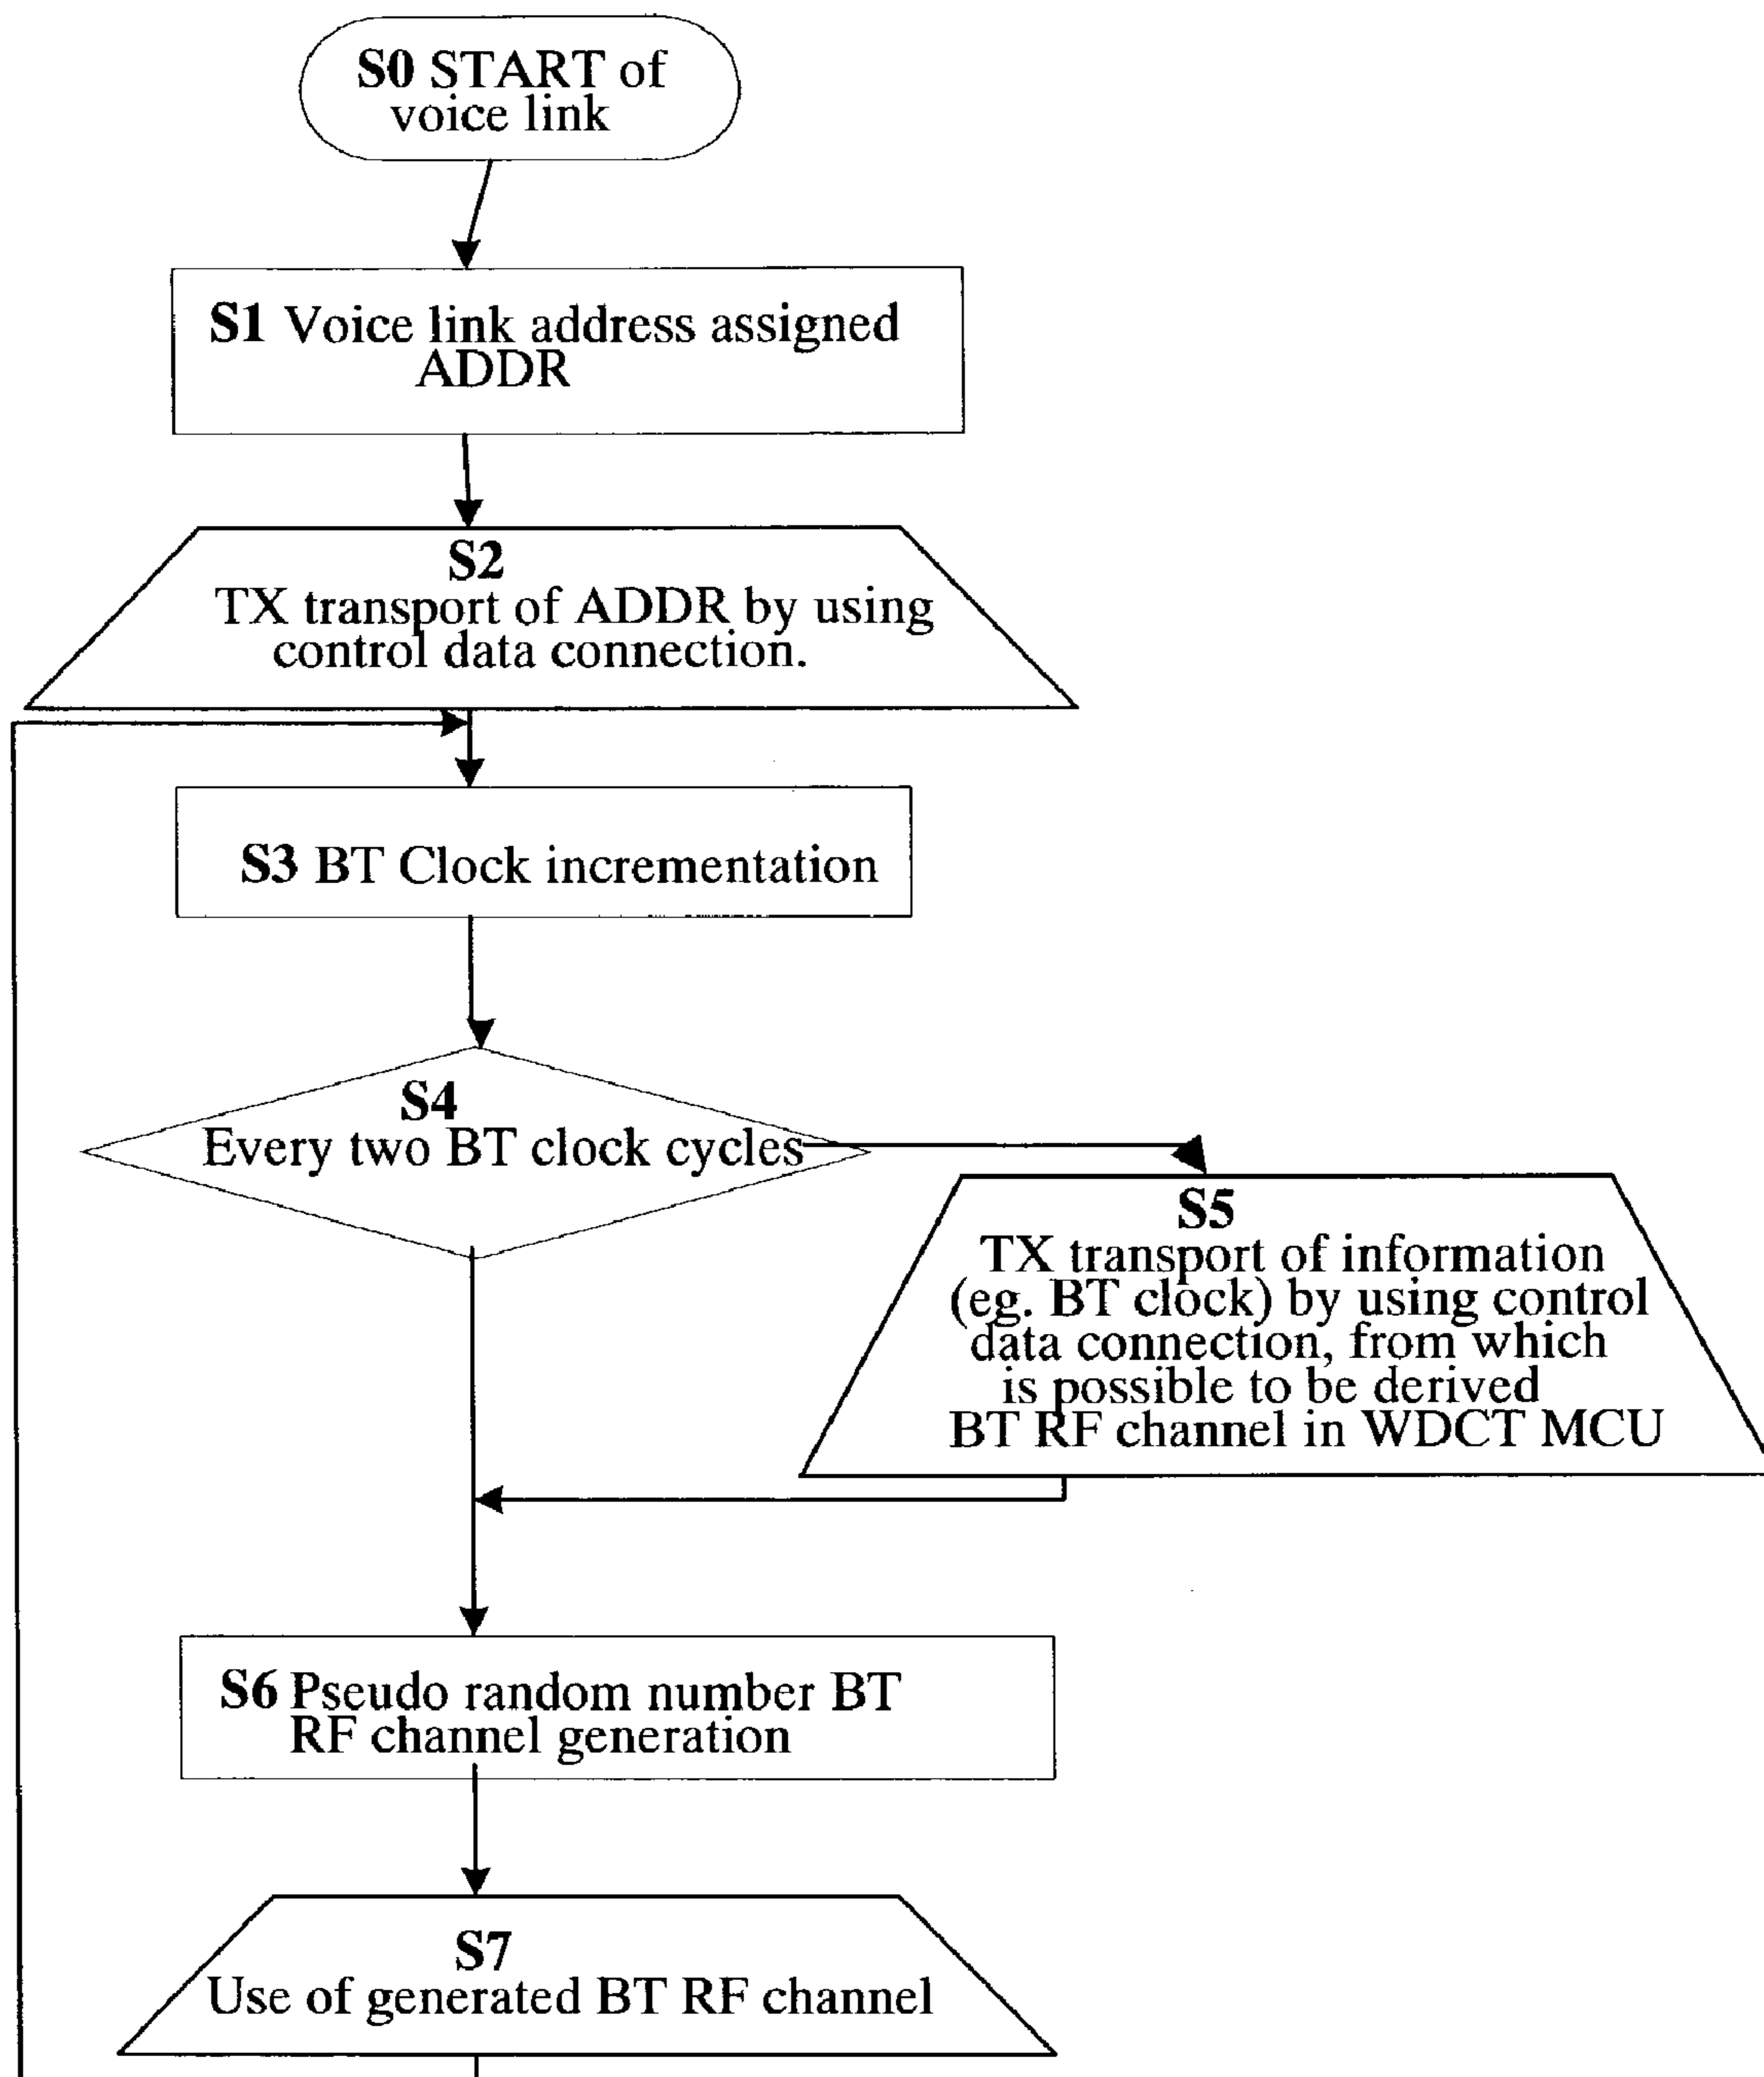 S0 START of
voice link
S1 Voice link address assigned
ADDR
S2
TX transport of ADDR by using
control data connection.
S3 BT Clock incrementation
S4
Every two BT clock cycles
S5
TX transport of information
(eg. BT clock) by using control
data connection, from which
is possible to be derived
BT RF channel in WDCT MCU
S6 Pseudo random number BT
RF channel generation
S7
Use of generated BT RF channel